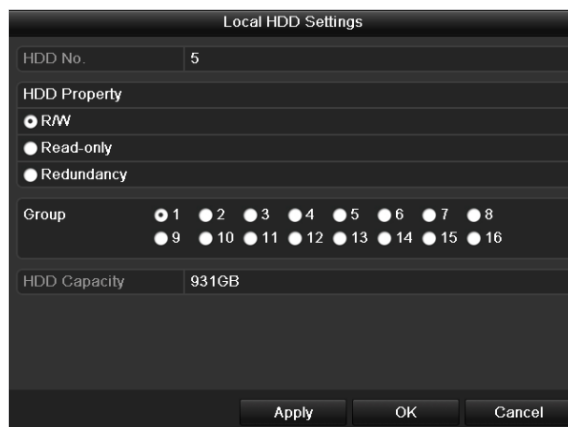 Local HDD Settings
HDD No. 5
HDD Property
R/W
Read-only
Redundancy
Group 1 2 3 4 5 6 7 8
9 10 11 12 13 14 15 16
HDD Capacity 931GB
Apply OK Cancel